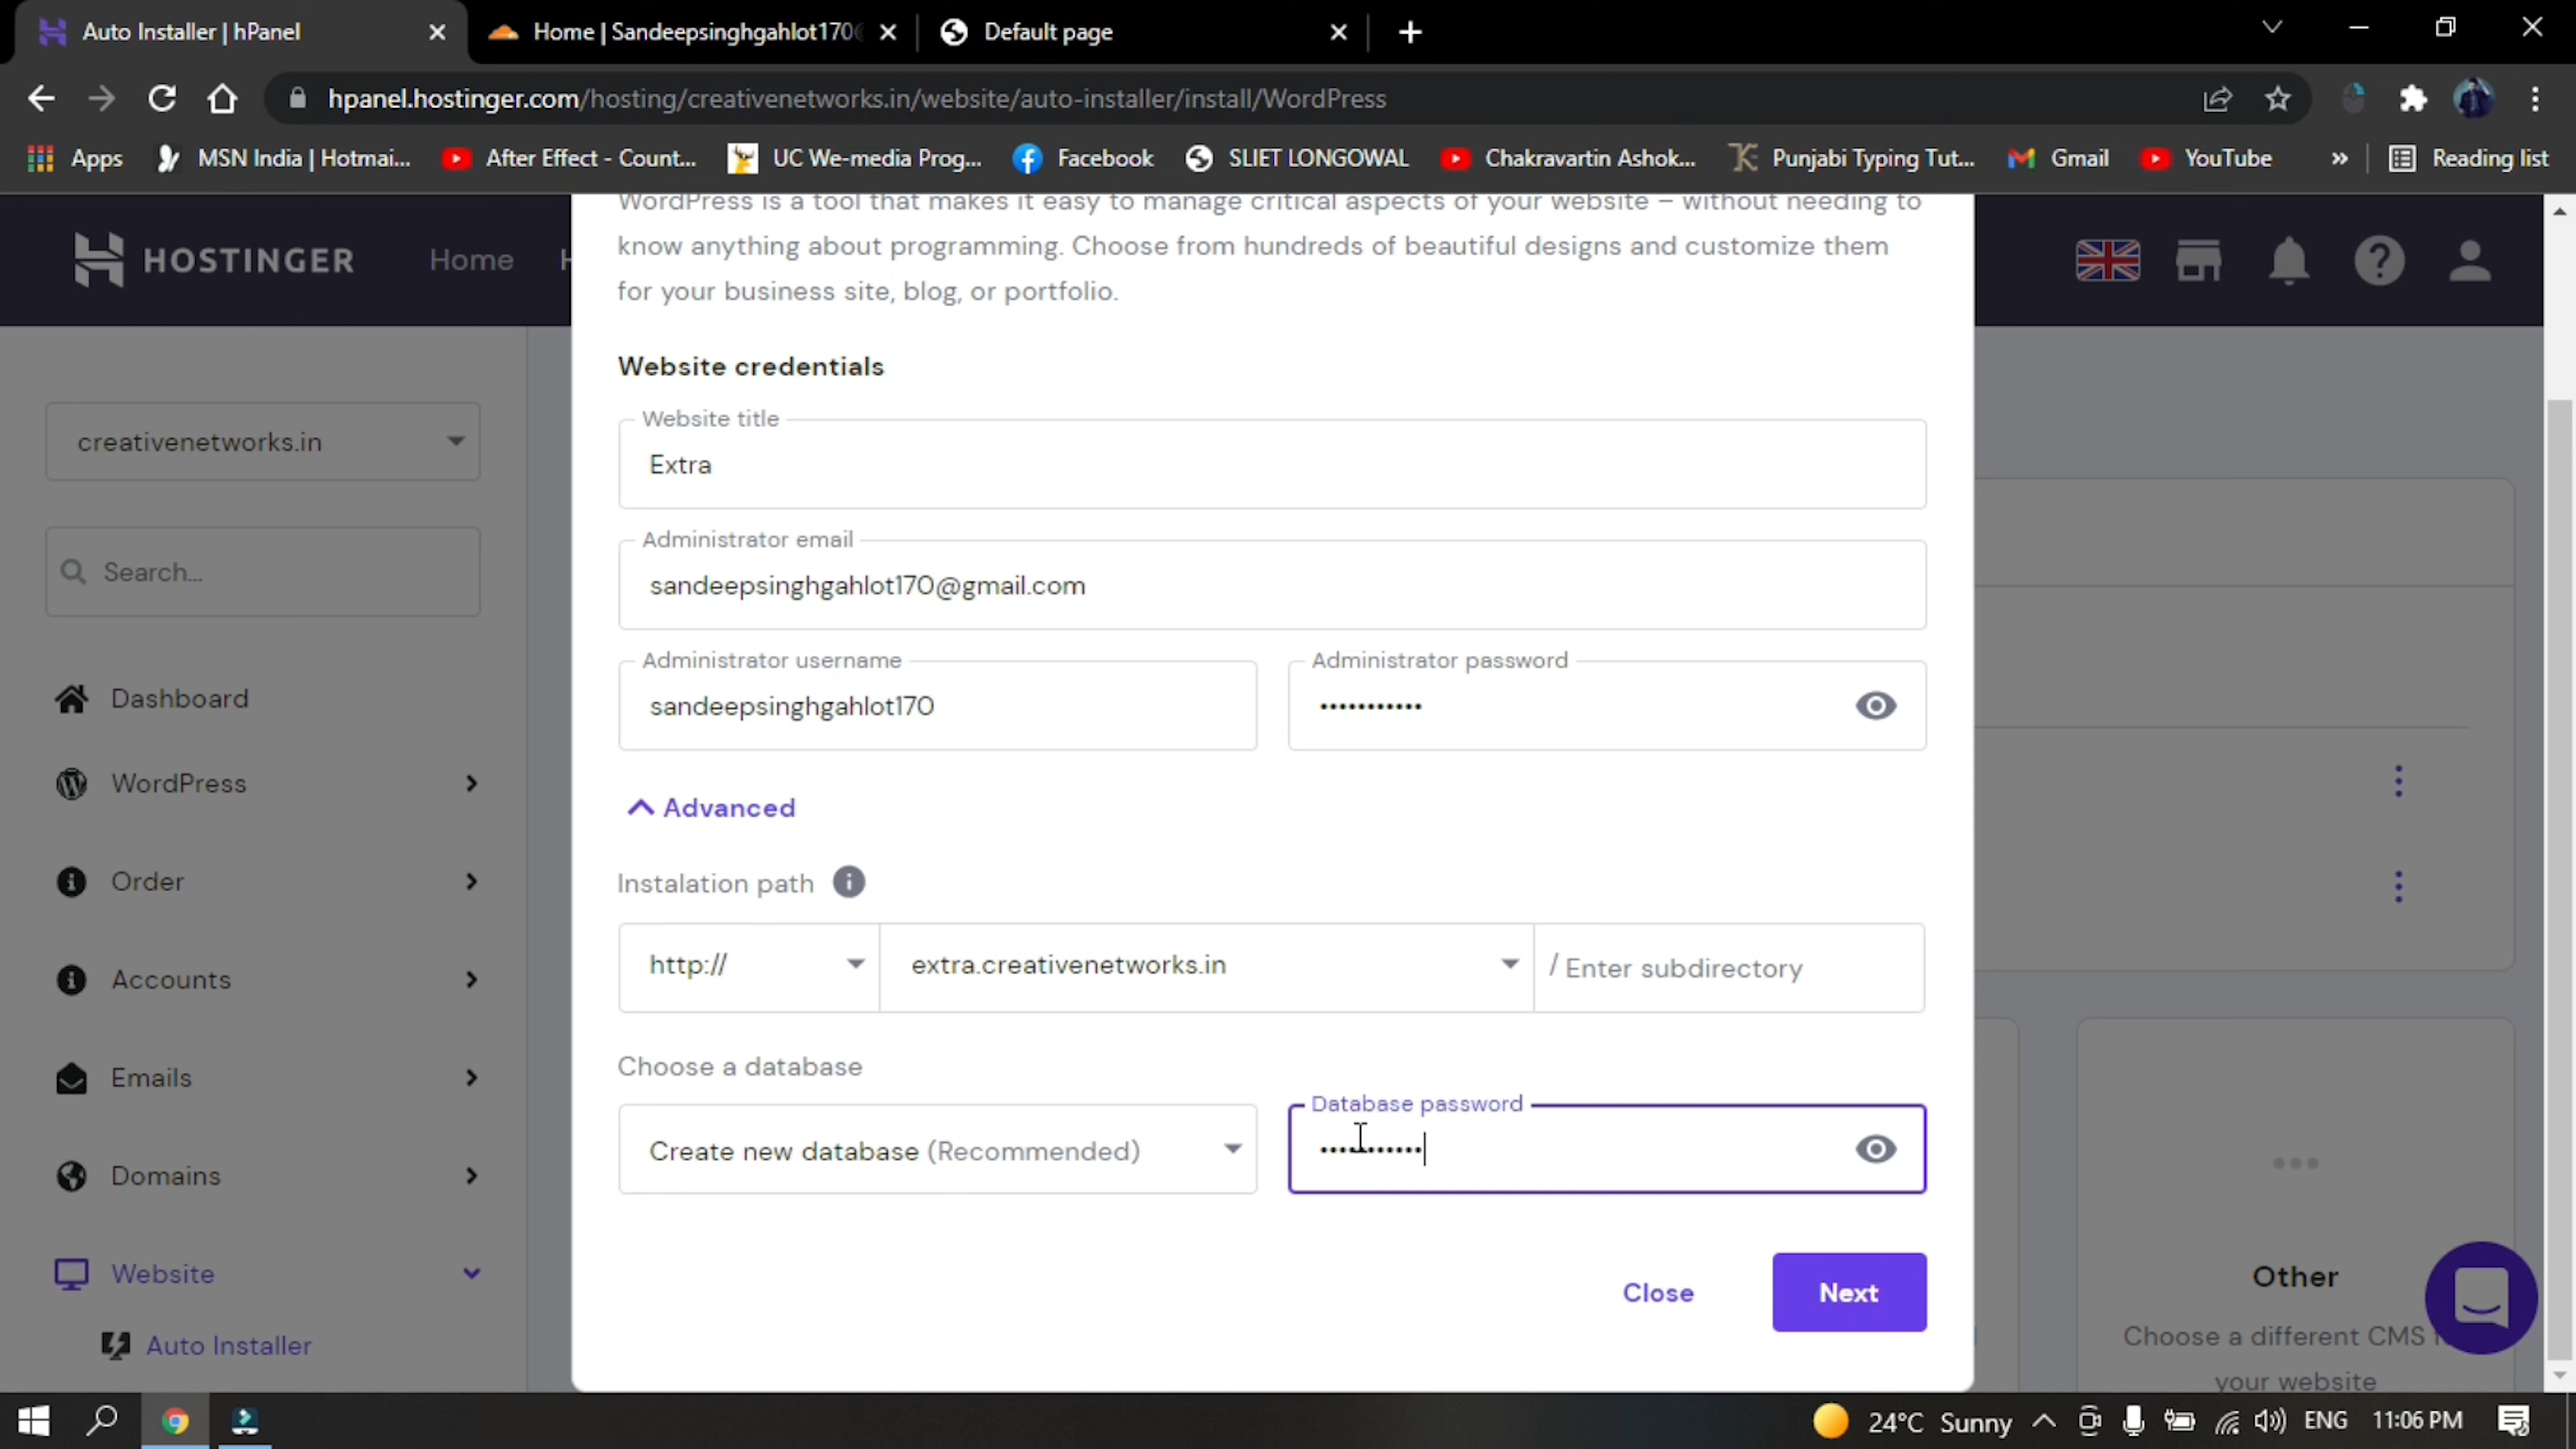 Auto Installer | hPanel
Home | Sandeepsinghgahlot170
Default page
hpanel.hostinger.com/hosting/creativenetworks.in/website/auto-installer/install/WordPress
Apps
MSN India | Hotmai...
After Effect - Count...
UC We-media Prog...
Facebook
SLIET LONGOWAL
Chakravartin Ashok...
Punjabi Typing Tut...
Gmail
YouTube
»
Reading list
HOSTINGER
Home
WordPress is a tool that makes it easy to manage critical aspects of your website – without needing to
know anything about programming. Choose from hundreds of beautiful designs and customize them
for your business site, blog, or portfolio.
creativenetworks.in
Search...
Dashboard
WordPress
Order
Accounts
Emails
Domains
Website
Auto Installer
Website credentials
Website title
Extra
Administrator email
sandeepsinghgahlot170@gmail.com
Administrator username
sandeepsinghgahlot170
Administrator password
•••••••••••
Advanced
Instalation path
http://
extra.creativenetworks.in
/ Enter subdirectory
Choose a database
Create new database (Recommended)
Database password
•••••••••••
Close
Next
Other
Choose a different CMS
your website
24°C Sunny
ENG
11:06 PM